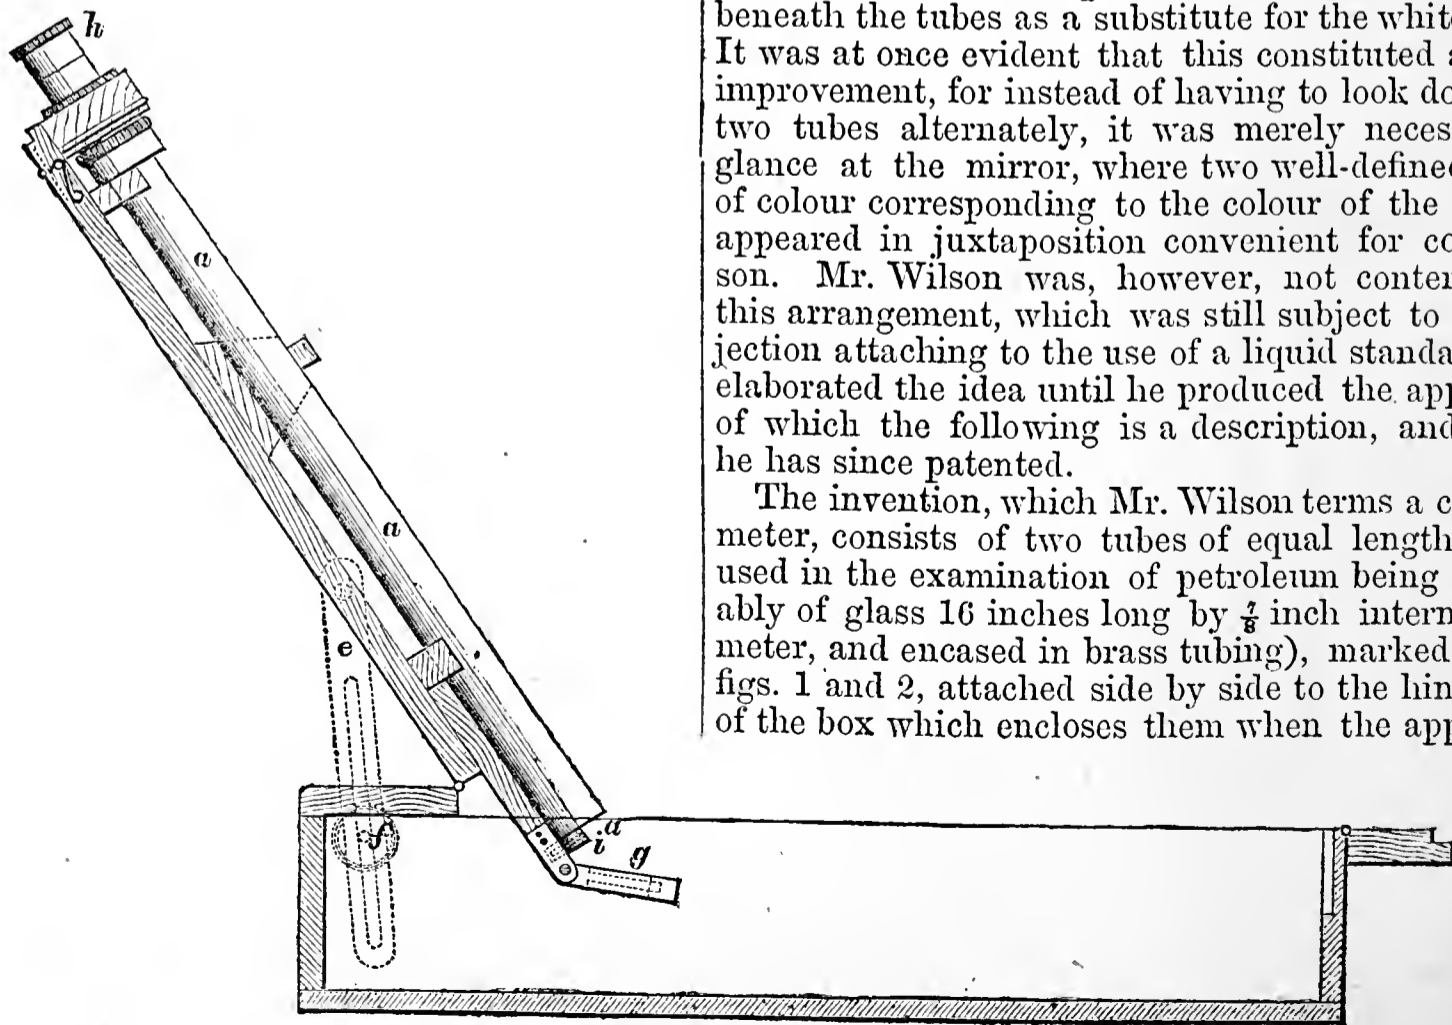 h
a
a
e
f
a
i
g
beneath the tubes as a substitute for the whit
It was at once evident that this constituted a
improvement, for instead of having to look do
two tubes alternately, it was merely neces
glance at the mirror, where two well-define
of colour corresponding to the colour of the
appeared in juxtaposition convenient for co
son. Mr. Wilson was, however, not conte
this arrangement, which was still subject to
jection attaching to the use of a liquid standa
elaborated the idea until he produced the app
of which the following is a description, and
he has since patented.
The invention, which Mr. Wilson terms a c
meter, consists of two tubes of equal length
used in the examination of petroleum being
ably of glass 16 inches long by ⅞ inch intern
meter, and encased in brass tubing), marked
figs. 1 and 2, attached side by side to the hin
of the box which encloses them when the app